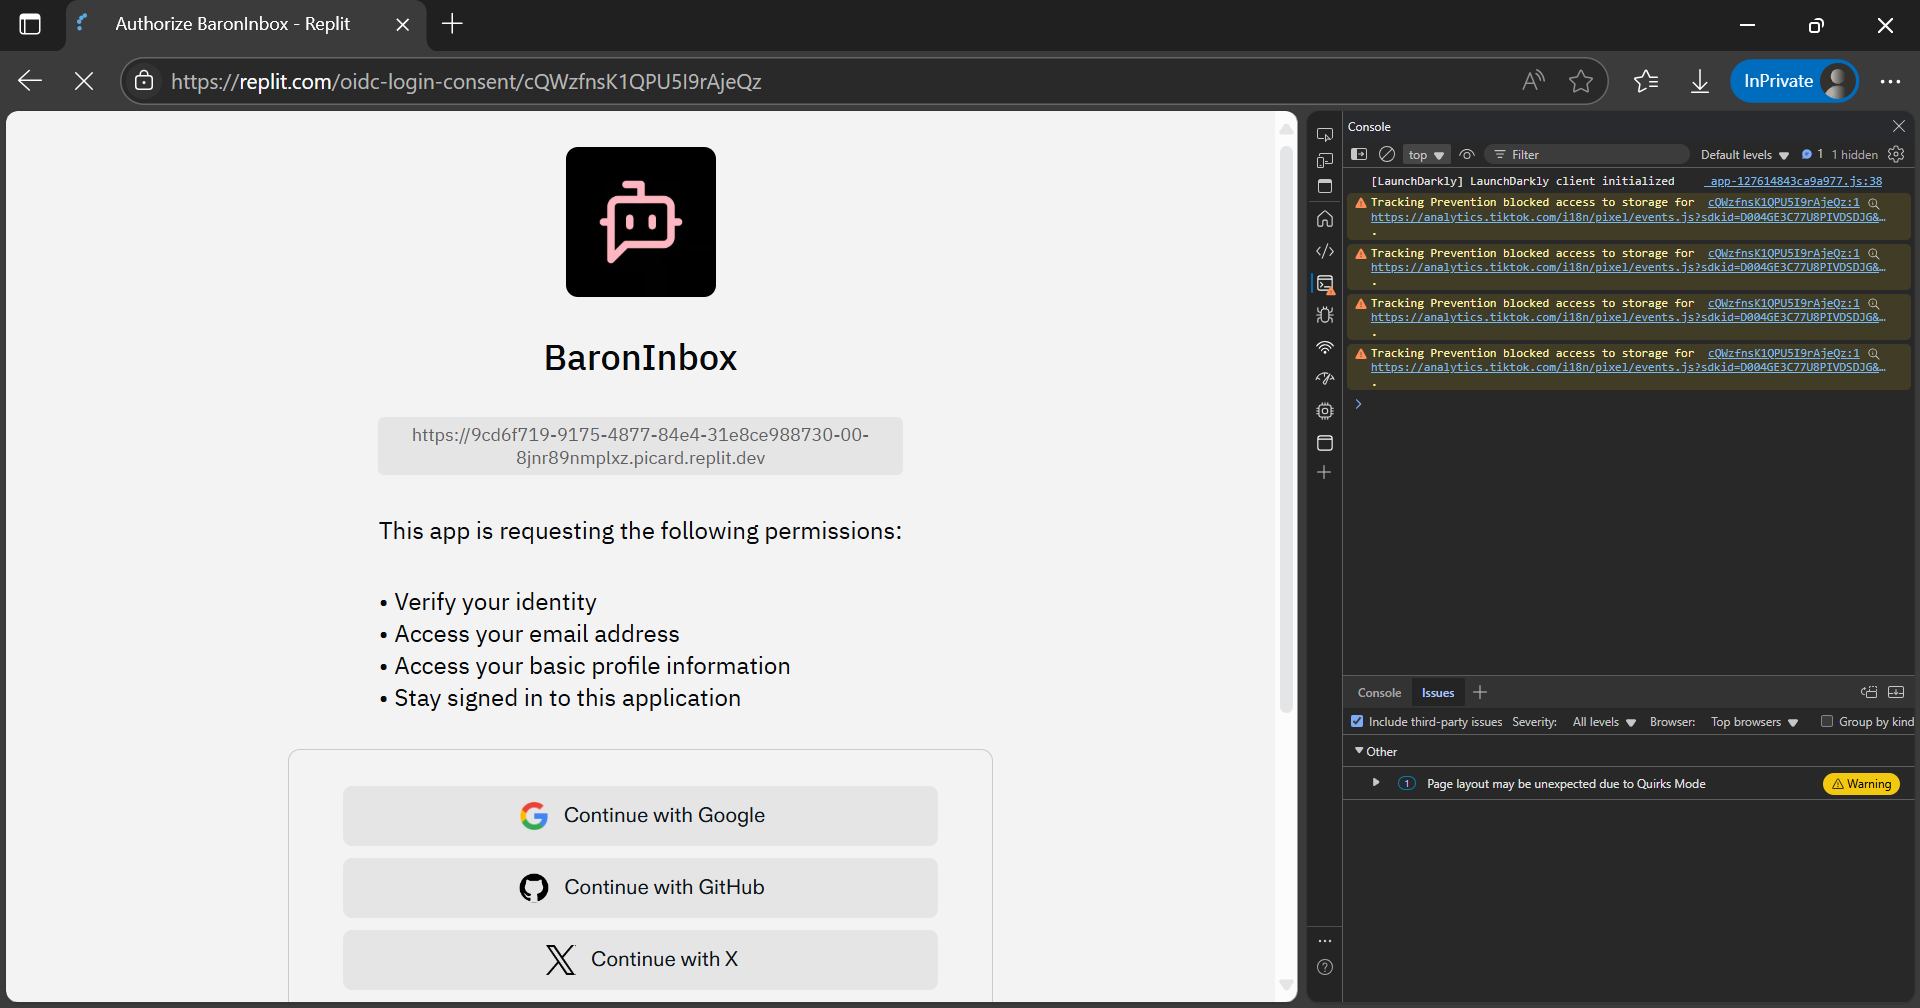 Authorize BaronInbox - Replit
https://replit.com/oidc-login-consent/cQWzfnsK1QPU5I9rAjeQz
InPrivate
BaronInbox
https://9cd6f719-9175-4877-84e4-31e8ce988730-00-
8jnr89nmplxz.picard.replit.dev
This app is requesting the following permissions:
• Verify your identity
• Access your email address
• Access your basic profile information
• Stay signed in to this application
Continue with Google
Continue with GitHub
Continue with X
Console
top
Filter
Default levels
1
1 hidden
[LaunchDarkly] LaunchDarkly client initialized _app-127614843ca9a977.js:38
Tracking Prevention blocked access to storage for cQWzfnsK1QPU5I9rAjeQz:1
https://analytics.tiktok.com/i18n/pixel/events.js?sdkid=D004GE3C77U8PIVDSDJG&…
.
Tracking Prevention blocked access to storage for cQWzfnsK1QPU5I9rAjeQz:1
https://analytics.tiktok.com/i18n/pixel/events.js?sdkid=D004GE3C77U8PIVDSDJG&…
.
Tracking Prevention blocked access to storage for cQWzfnsK1QPU5I9rAjeQz:1
https://analytics.tiktok.com/i18n/pixel/events.js?sdkid=D004GE3C77U8PIVDSDJG&…
.
Tracking Prevention blocked access to storage for cQWzfnsK1QPU5I9rAjeQz:1
https://analytics.tiktok.com/i18n/pixel/events.js?sdkid=D004GE3C77U8PIVDSDJG&…
.
Console Issues
Include third-party issues Severity: All levels Browser: Top browsers Group by kind
Other
1 Page layout may be unexpected due to Quirks Mode Warning